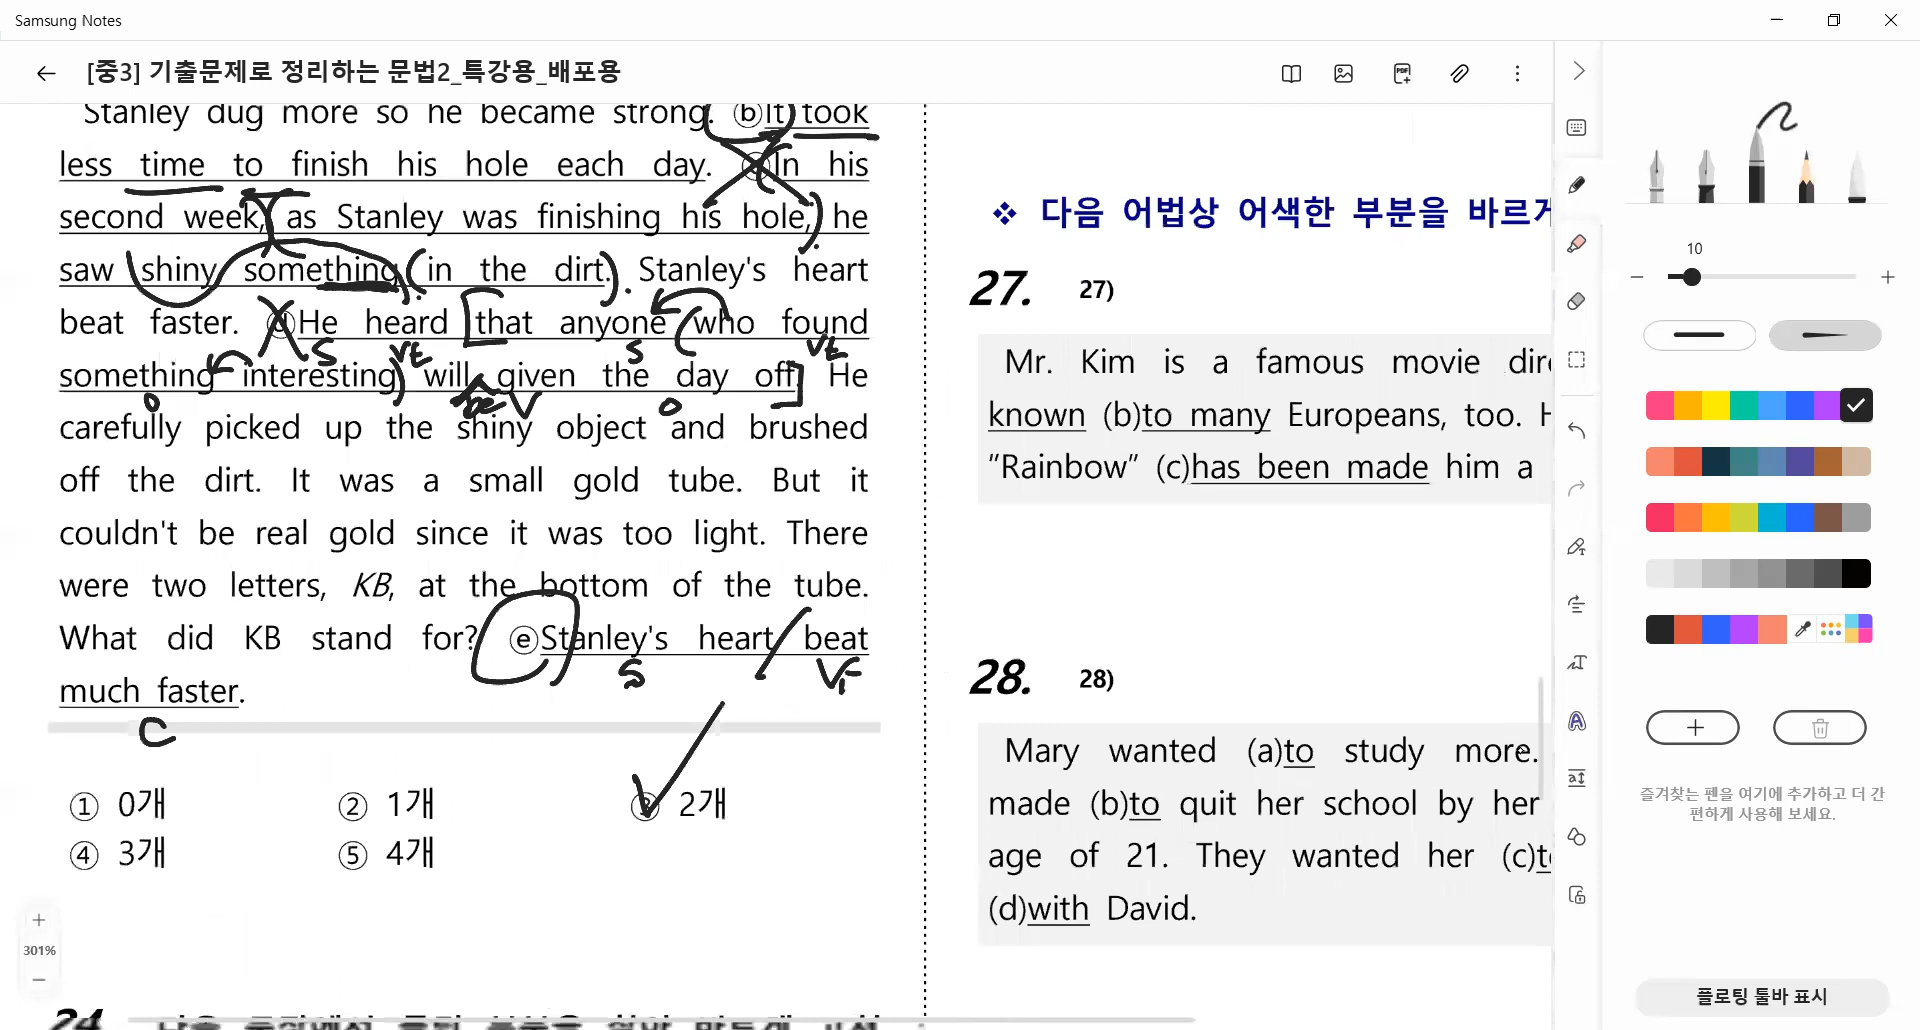 Samsung Notes
[중3] 기출문제로 정리하는 문법2_특강용_배포용
Stanley dug more so he became strong. ⓑIt took
less time to finish his hole each day. In his
second week, as Stanley was finishing his hole, he
saw shiny something in the dirt. Stanley's heart
beat faster. ⓓHe heard that anyone who found
S Vt S Vt
something interesting will given the day off. He
O be V O
carefully picked up the shiny object and brushed
off the dirt. It was a small gold tube. But it
couldn't be real gold since it was too light. There
were two letters, KB, at the bottom of the tube.
What did KB stand for? ⓔStanley's heart beat
S
much faster.
C
① 0개 ② 1개 ③ 2개
④ 3개 ⑤ 4개
24
❖ 다음 어법상 어색한 부분을 바르게
27. 27)
Mr. Kim is a famous movie
known (b)to many Europeans, too.
"Rainbow" (c)has been made him a
28. 28)
Mary wanted (a)to study more.
made (b)to quit her school by her
age of 21. They wanted her (c)
(d)with David.
301%
10
즐겨찾는 펜을 여기에 추가하고 더 간
편하게 사용해 보세요.
플로팅 툴바 표시